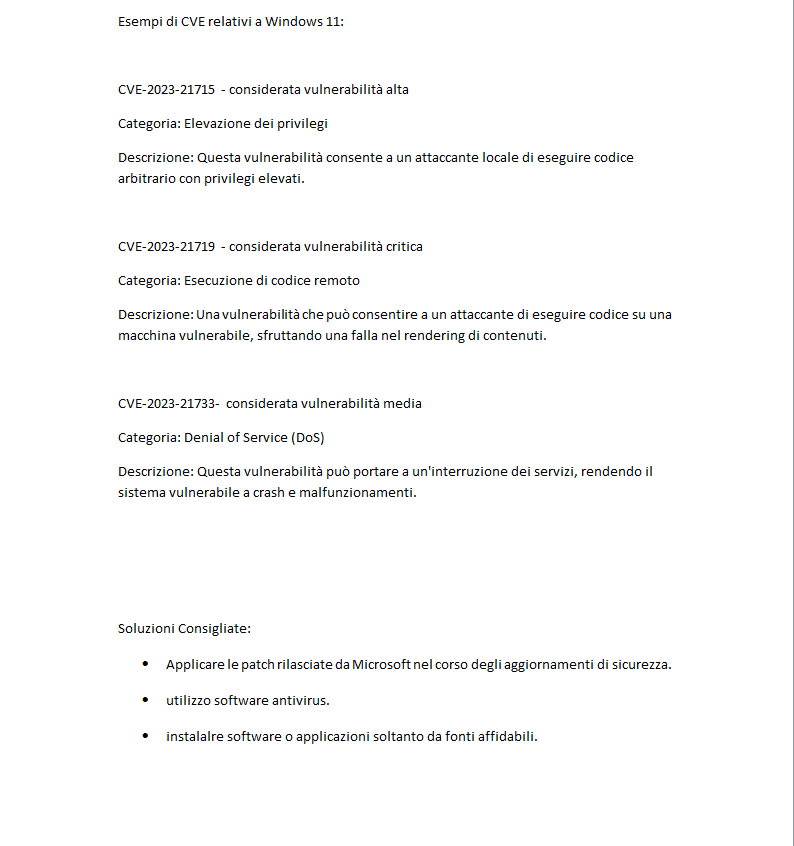 Esempi di CVE relativi a Windows 11:
CVE-2023-21715  - considerata vulnerabilità alta
Categoria: Elevazione dei privilegi
Descrizione: Questa vulnerabilità consente a un attaccante locale di eseguire codice
arbitrario con privilegi elevati.
CVE-2023-21719  - considerata vulnerabilità critica
Categoria: Esecuzione di codice remoto
Descrizione: Una vulnerabilità che può consentire a un attaccante di eseguire codice su una
macchina vulnerabile, sfruttando una falla nel rendering di contenuti.
CVE-2023-21733-  considerata vulnerabilità media
Categoria: Denial of Service (DoS)
Descrizione: Questa vulnerabilità può portare a un'interruzione dei servizi, rendendo il
sistema vulnerabile a crash e malfunzionamenti.
Soluzioni Consigliate:
• Applicare le patch rilasciate da Microsoft nel corso degli aggiornamenti di sicurezza.
• utilizzo software antivirus.
• instalalre software o applicazioni soltanto da fonti affidabili.